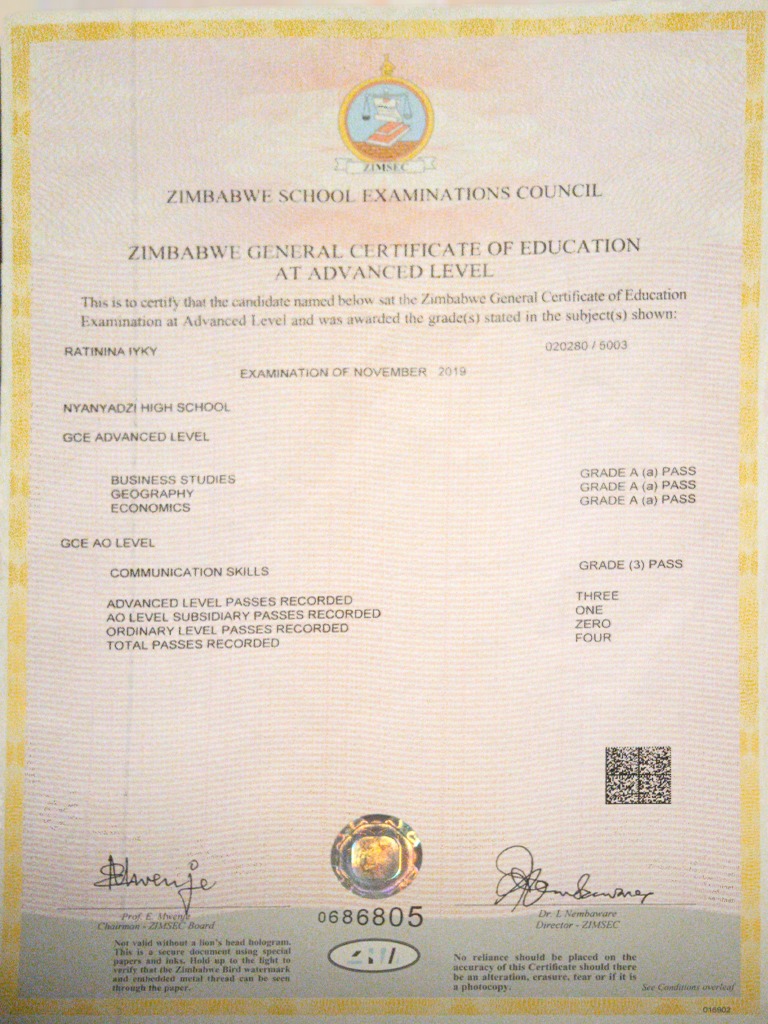 ZIMSEC
ZIMBABWE SCHOOL EXAMINATIONS COUNCIL
ZIMBABWE GENERAL CERTIFICATE OF EDUCATION
AT ADVANCED LEVEL
This is to certify that the candidate named below sat the Zimbabwe General Certificate of Education
Examination at Advanced Level and was awarded the grade(s) stated in the subject(s) shown:
RATININA IYKY 020280 / 5003
EXAMINATION OF NOVEMBER 2019
NYANYADZI HIGH SCHOOL
GCE ADVANCED LEVEL
BUSINESS STUDIES GRADE A (a) PASS
GEOGRAPHY GRADE A (a) PASS
ECONOMICS GRADE A (a) PASS
GCE AO LEVEL
COMMUNICATION SKILLS GRADE (3) PASS
ADVANCED LEVEL PASSES RECORDED THREE
AO LEVEL SUBSIDIARY PASSES RECORDED ONE
ORDINARY LEVEL PASSES RECORDED ZERO
TOTAL PASSES RECORDED FOUR
Prof E. Mwenje
Chairman - ZIMSEC Board
0686805
Dr. L Nembaware
Director - ZIMSEC
Not valid without a lion's head hologram.
This is a secure document using special
papers and inks. Hold up to the light to
verify that the Zimbabwe Bird watermark
and embedded metal thread can be seen
through the paper.
No reliance should be placed on the
accuracy of this Certificate should there
be an alteration, erasure, tear or if it is
a photocopy.
See Conditions overleaf
016902